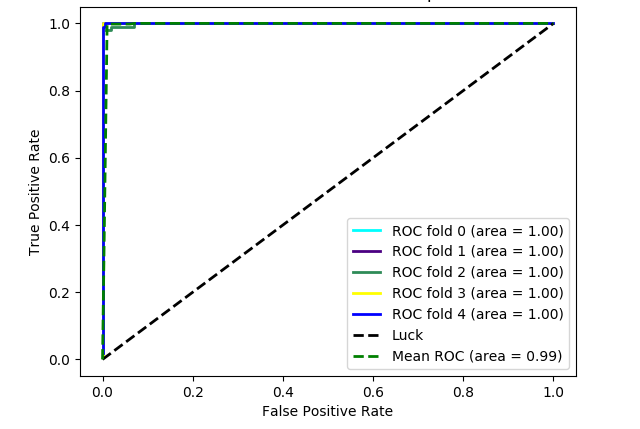 1.0
0.8
0.6
0.4
0.2
0.0
True Positive Rate
ROC fold 0 (area = 1.00)
ROC fold 1 (area = 1.00)
ROC fold 2 (area = 1.00)
ROC fold 3 (area = 1.00)
ROC fold 4 (area = 1.00)
Luck
Mean ROC (area = 0.99)
0.0 0.2 0.4 0.6 0.8 1.0
False Positive Rate